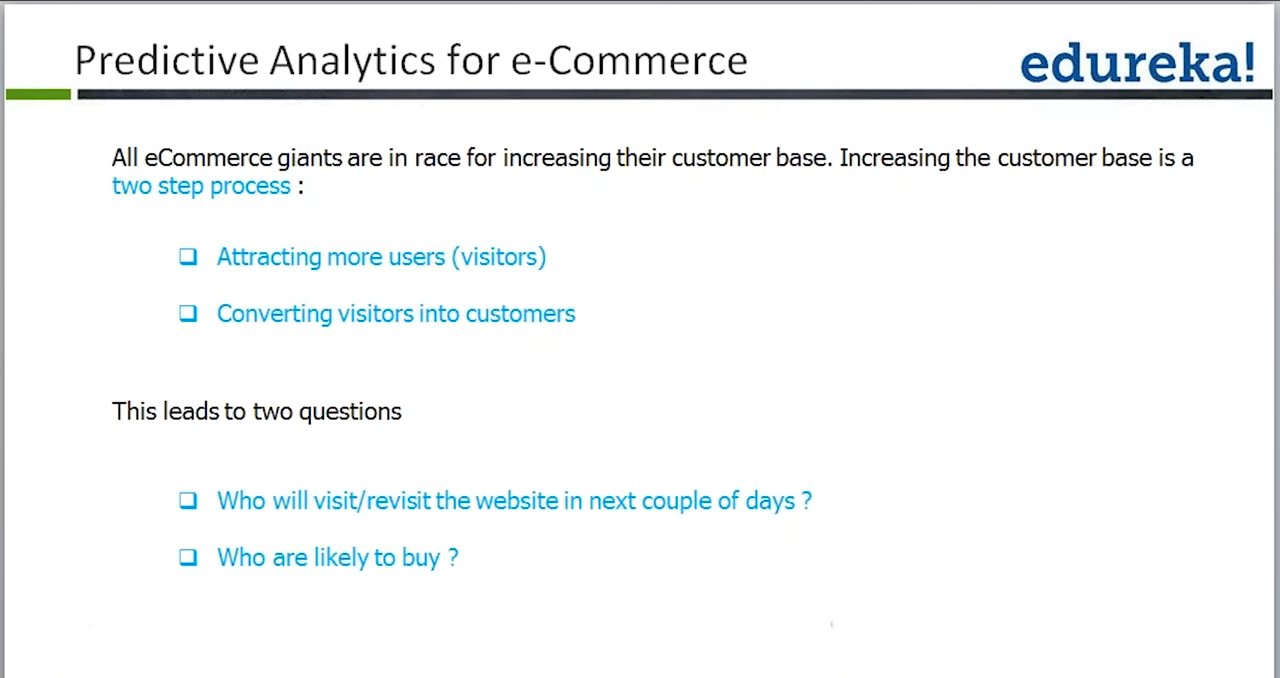 Predictive Analytics for e-Commerce
edureka!
All eCommerce giants are in race for increasing their customer base. Increasing the customer base is a
two step process :
❑ Attracting more users (visitors)
❑ Converting visitors into customers
This leads to two questions
❑ Who will visit/revisit the website in next couple of days ?
❑ Who are likely to buy ?